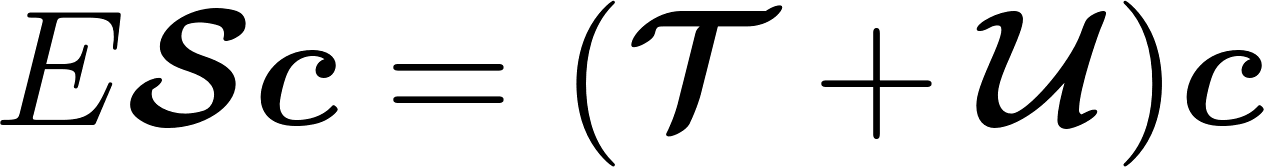 E𝓢𝒄 = (𝓣 + 𝓤)𝒄